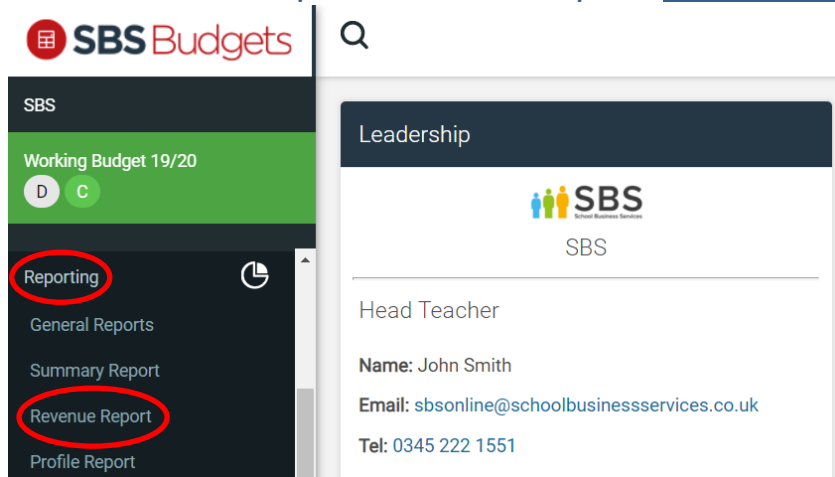 SBS Budgets
SBS
Working Budget 19/20
D C
Reporting
General Reports
Summary Report
Revenue Report
Profile Report
Leadership
SBS
School Business Services
SBS
Head Teacher
Name: John Smith
Email: sbsonline@schoolbusinessservices.co.uk
Tel: 0345 222 1551